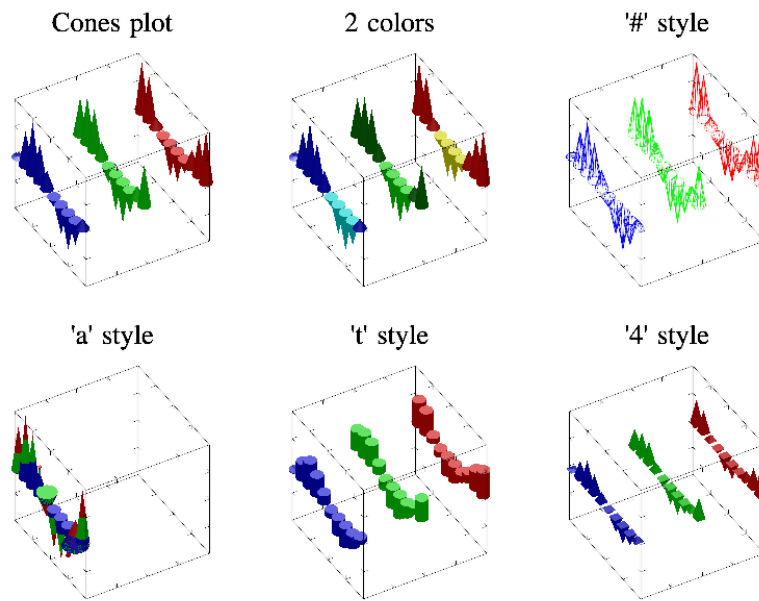 Cones plot
2 colors
'#' style
'a' style
't' style
'4' style